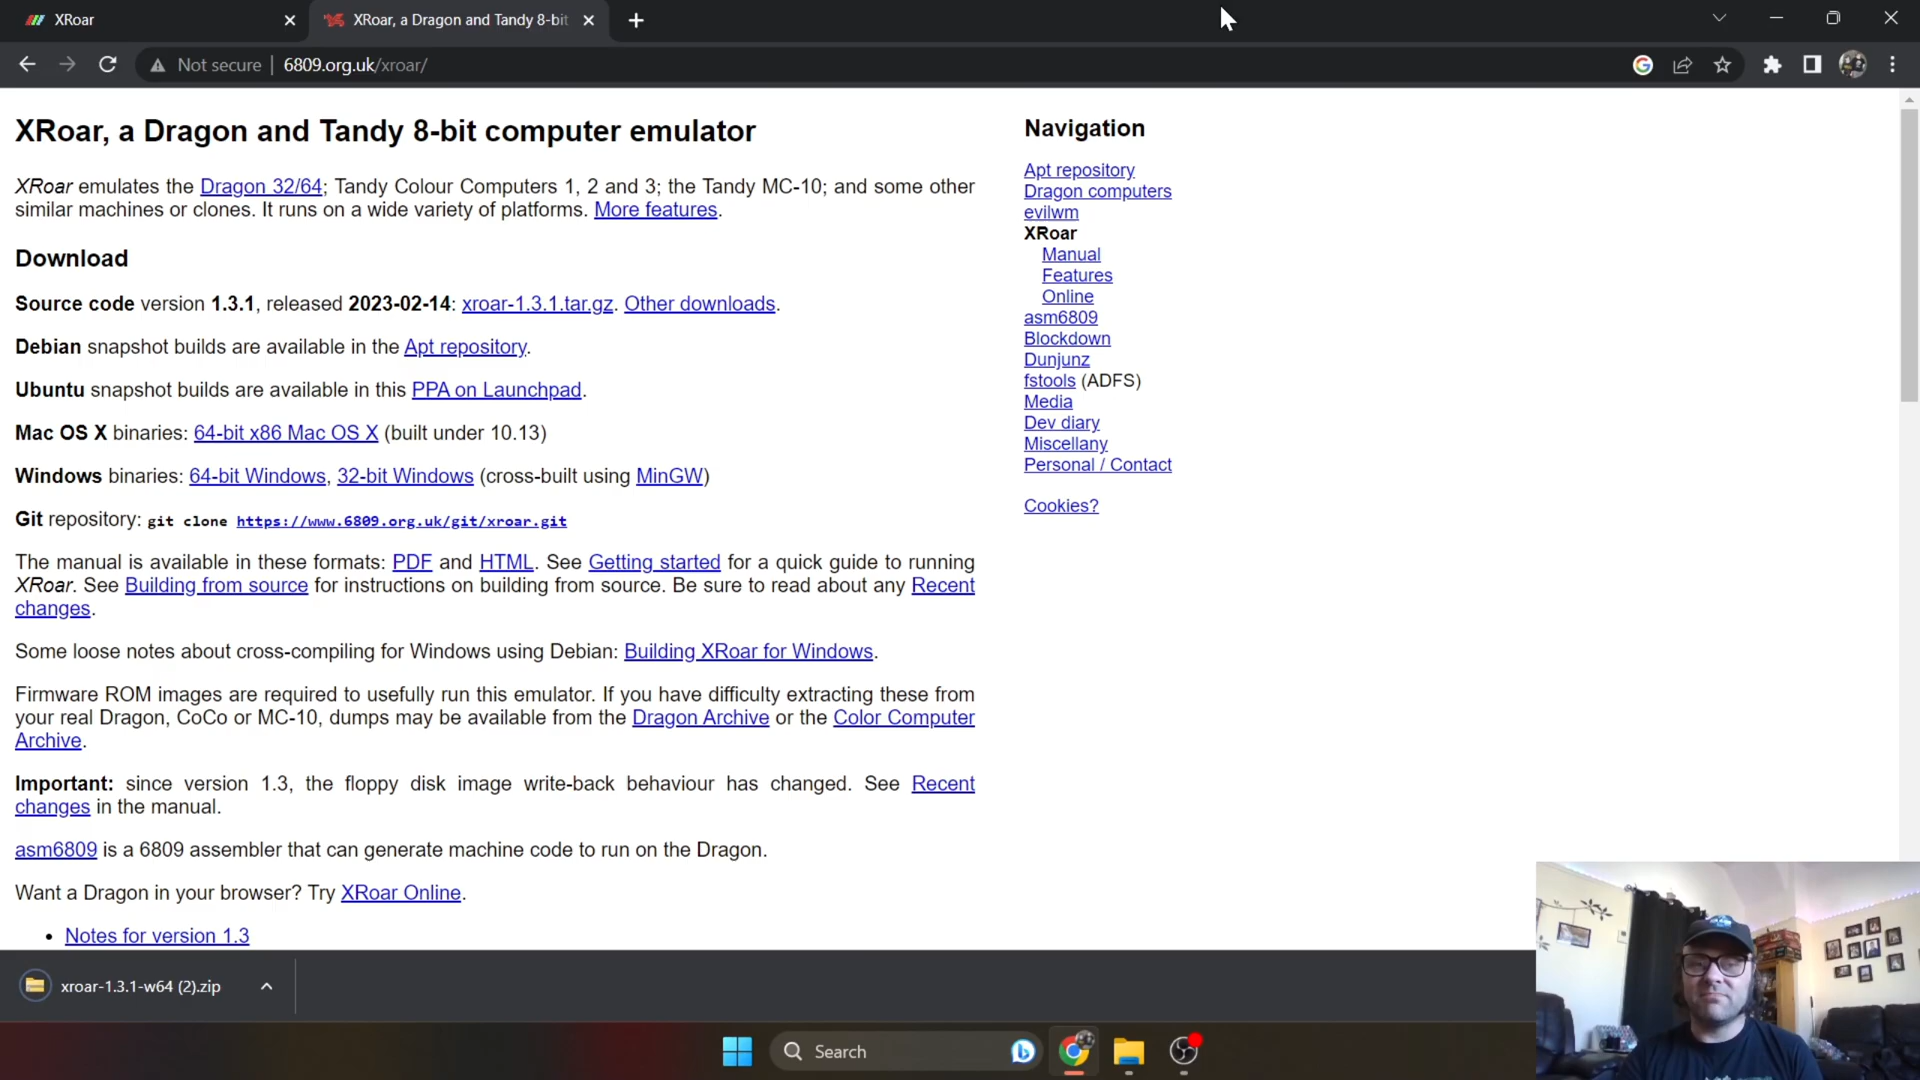 XRoar
XRoar, a Dragon and Tandy 8-bit
Not secure
6809.org.uk/xroar/
XRoar, a Dragon and Tandy 8-bit computer emulator
XRoar emulates the Dragon 32/64; Tandy Colour Computers 1, 2 and 3; the Tandy MC-10; and some other
similar machines or clones. It runs on a wide variety of platforms. More features.
Download
Source code version 1.3.1, released 2023-02-14: xroar-1.3.1.tar.gz. Other downloads.
Debian snapshot builds are available in the Apt repository.
Ubuntu snapshot builds are available in this PPA on Launchpad.
Mac OS X binaries: 64-bit x86 Mac OS X (built under 10.13)
Windows binaries: 64-bit Windows, 32-bit Windows (cross-built using MinGW)
Git repository: git clone https://www.6809.org.uk/git/xroar.git
The manual is available in these formats: PDF and HTML. See Getting started for a quick guide to running
XRoar. See Building from source for instructions on building from source. Be sure to read about any Recent
changes.
Some loose notes about cross-compiling for Windows using Debian: Building XRoar for Windows.
Firmware ROM images are required to usefully run this emulator. If you have difficulty extracting these from
your real Dragon, CoCo or MC-10, dumps may be available from the Dragon Archive or the Color Computer
Archive.
Important: since version 1.3, the floppy disk image write-back behaviour has changed. See Recent
changes in the manual.
asm6809 is a 6809 assembler that can generate machine code to run on the Dragon.
Want a Dragon in your browser? Try XRoar Online.
• Notes for version 1.3
Navigation
Apt repository
Dragon computers
evilwm
XRoar
Manual
Features
Online
asm6809
Blockdown
Dunjunz
fstools (ADFS)
Media
Dev diary
Miscellany
Personal / Contact
Cookies?
xroar-1.3.1-w64 (2).zip
Search